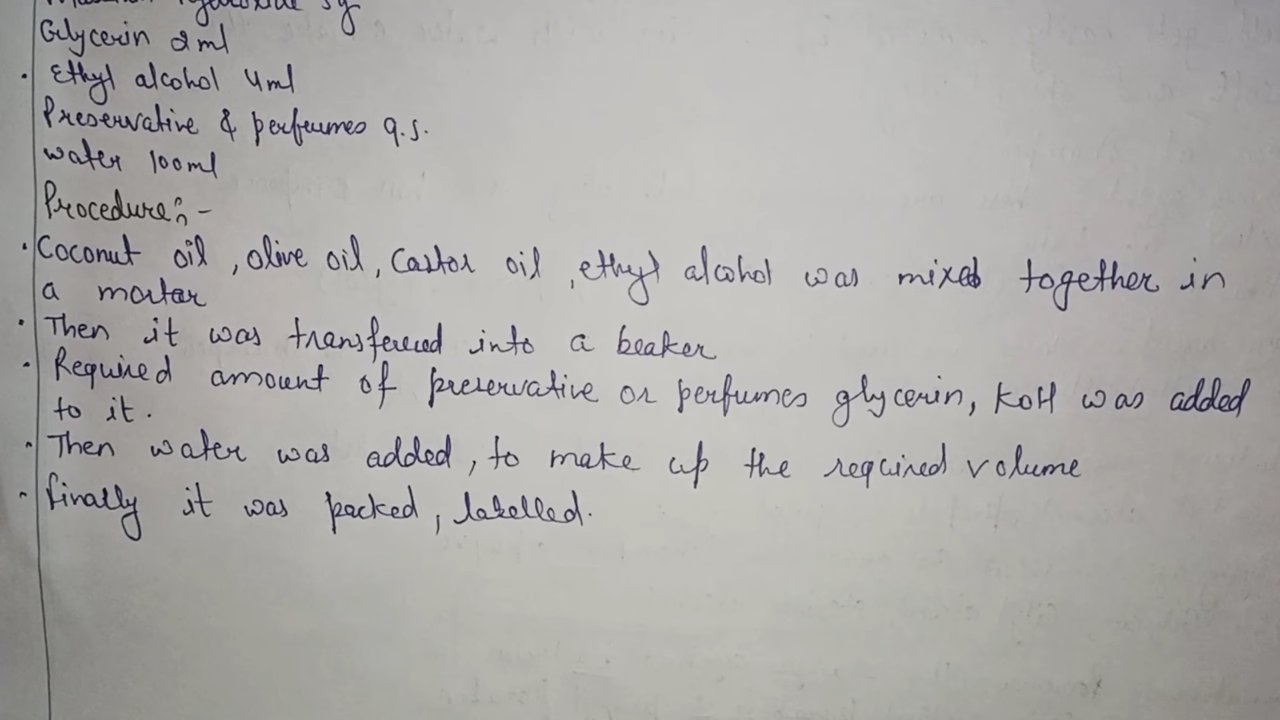 Glycerin 2ml
· Ethyl alcohol 4ml
Preservative & perfumes q.s.
water 100ml
Procedure:-
· Coconut oil, olive oil, Castor oil, ethyl alcohol was mixed together in
a mortar
· Then it was transfered into a beaker
· Required amount of preservative or perfumes glycerin, KOH was added
to it.
· Then water was added, to make up the required volume
· Finally it was packed, labelled.